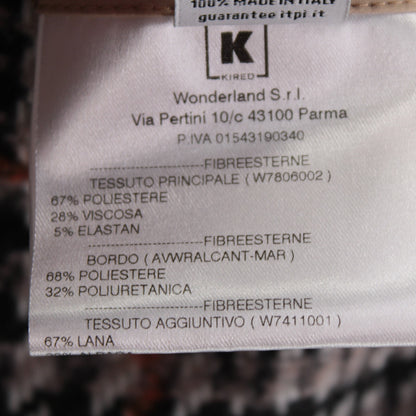 100% MADE IN ITALY
guarantee itpi.it
K
KIRED
Wonderland S.r.l.
Via Pertini 10/c 43100 Parma
P.IVA 01543190340
------------------------FIBREESTERNE
TESSUTO PRINCIPALE ( W7806002 )
67% POLIESTERE
28% VISCOSA
5% ELASTAN
------------------------FIBREESTERNE
BORDO ( AVWRALCANT-MAR )
68% POLIESTERE
32% POLIURETANICA
------------------------FIBREESTERNE
TESSUTO AGGIUNTIVO ( W7411001 )
67% LANA